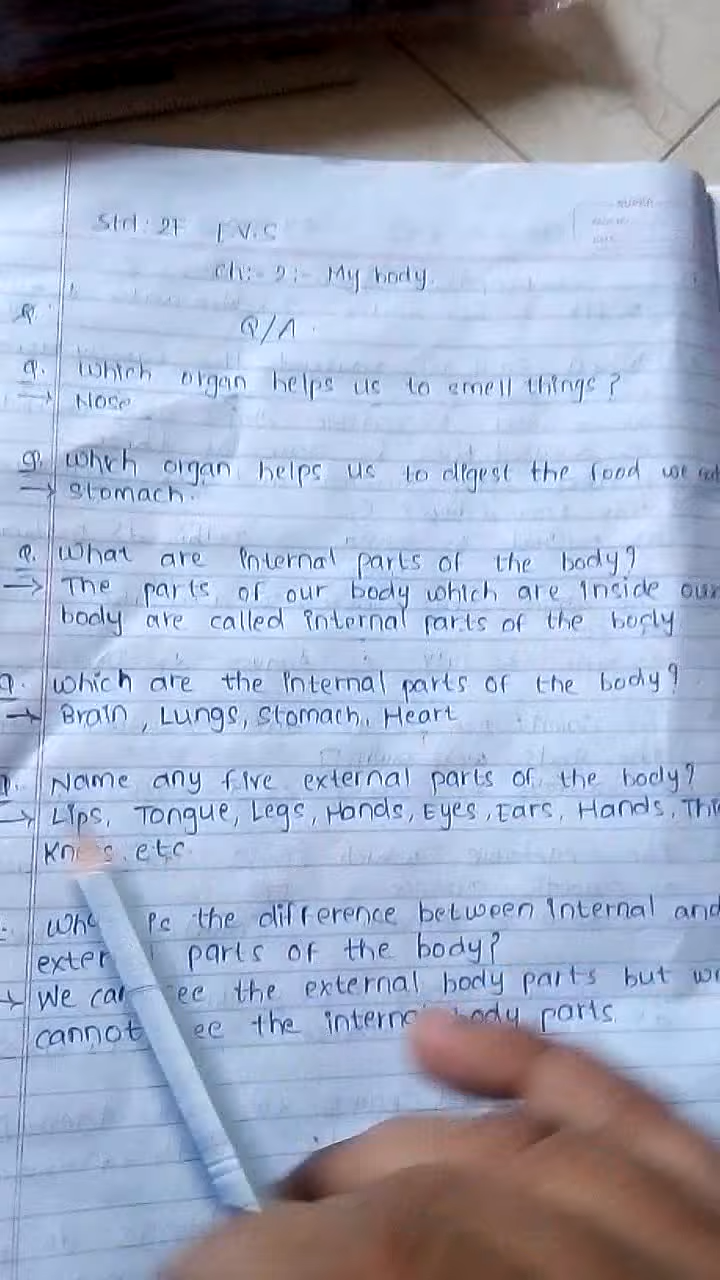 Std: 2F E.V.S
Ch:- 2:- My body.
Q/A.
Q. Which organ helps us to smell things?
→ Nose
Q. Which organ helps us to digest the food we eat
→ Stomach.
Q. What are internal parts of the body?
→ The parts of our body which are inside our
body are called internal parts of the body
Q. Which are the internal parts of the body?
→ Brain, Lungs, Stomach, Heart
Q. Name any five external parts of the body?
→ Lips, Tongue, Legs, Hands, Eyes, Ears, Hands,
etc.
the difference between internal and
parts of the body?
→ We the external body parts but
cannot the body parts.